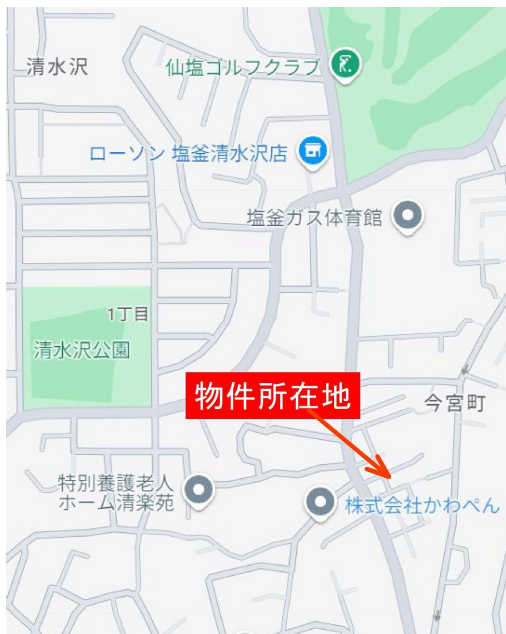 清水沢
仙塩ゴルフクラブ
ローソン 塩釜清水沢店
塩釜ガス体育館
1丁目
清水沢公園
物件所在地
今宮町
特別養護老人
ホーム清楽苑
株式会社かわぺん